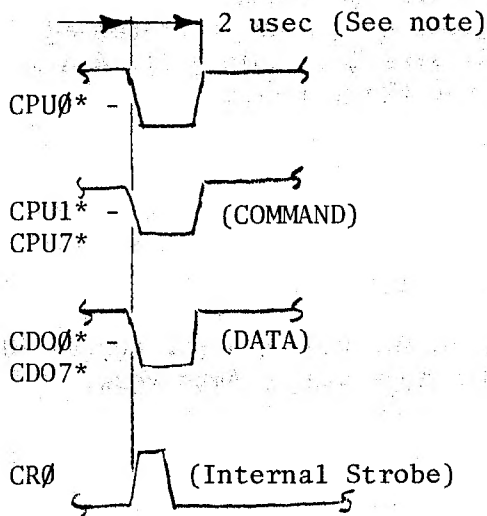 2 usec (See note)
CPUØ* -
CPU1* - (COMMAND)
CPU7*
CDOØ* - (DATA)
CDO7*
CRØ (Internal Strobe)